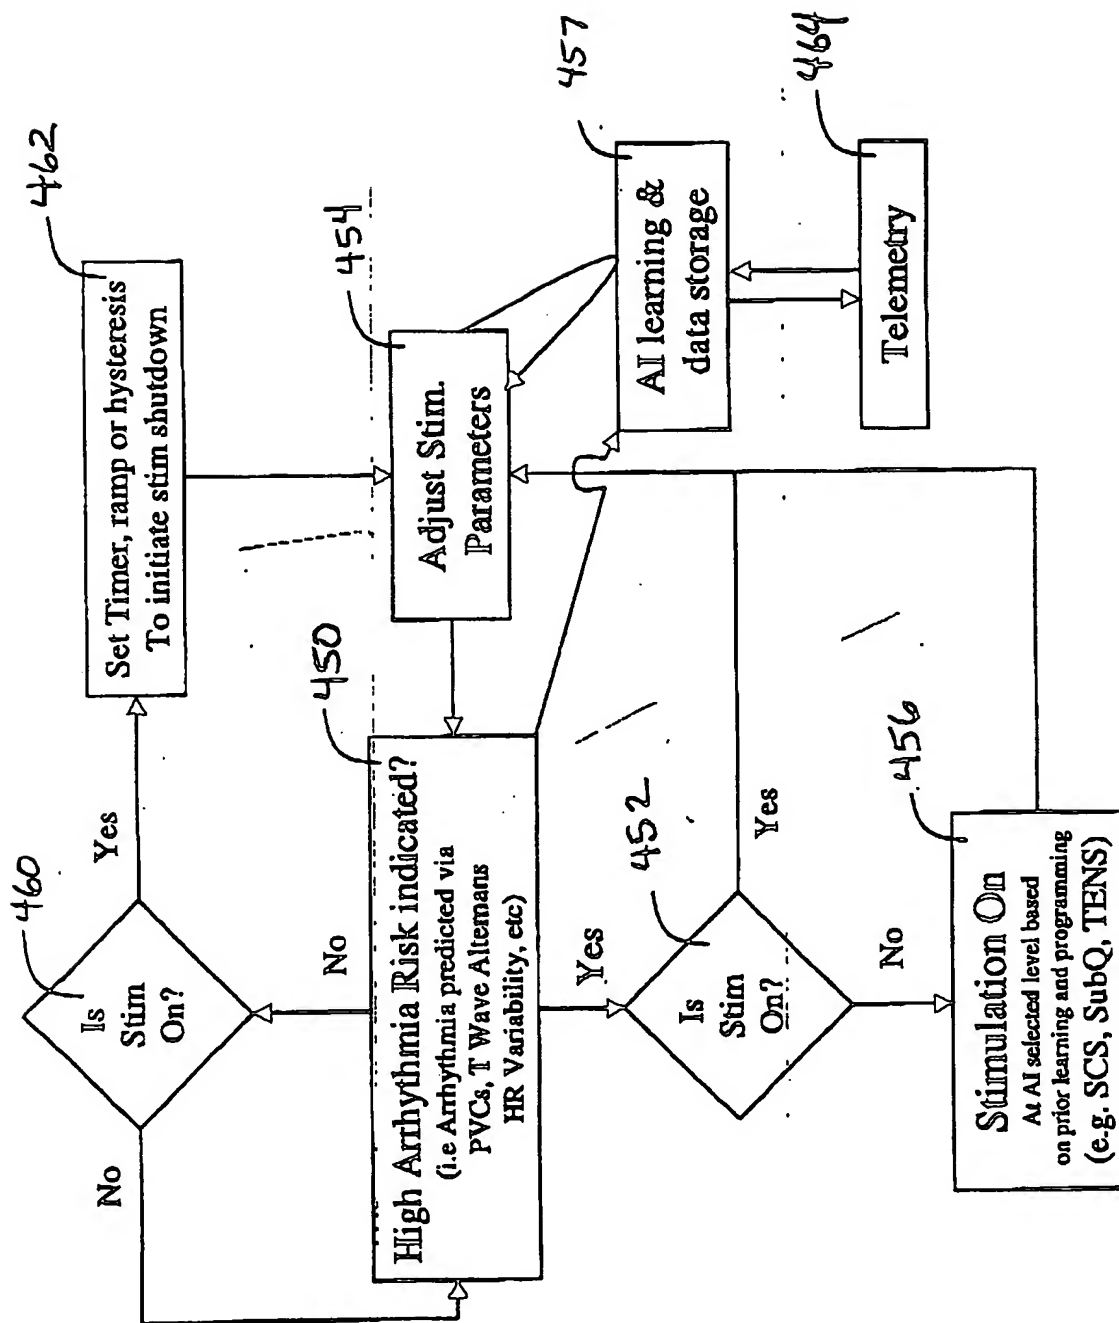 462
Set Timer, ramp or hysteresis
To initiate stim shutdown
Yes
460
Is
Stim
On?
No
No
454
Adjust Stim.
Parameters
457
AI learning &
data storage
464
Telemetry
450
High Arrhythmia Risk indicated?
(i.e Arrhythmia predicted via
PVCs, T Wave Alternans
HR Variability, etc)
Yes
452
Is
Stim
On?
Yes
No
456
Stimulation On
At AI selected level based
on prior learning and programming
(e.g. SCS, SubQ, TENS)